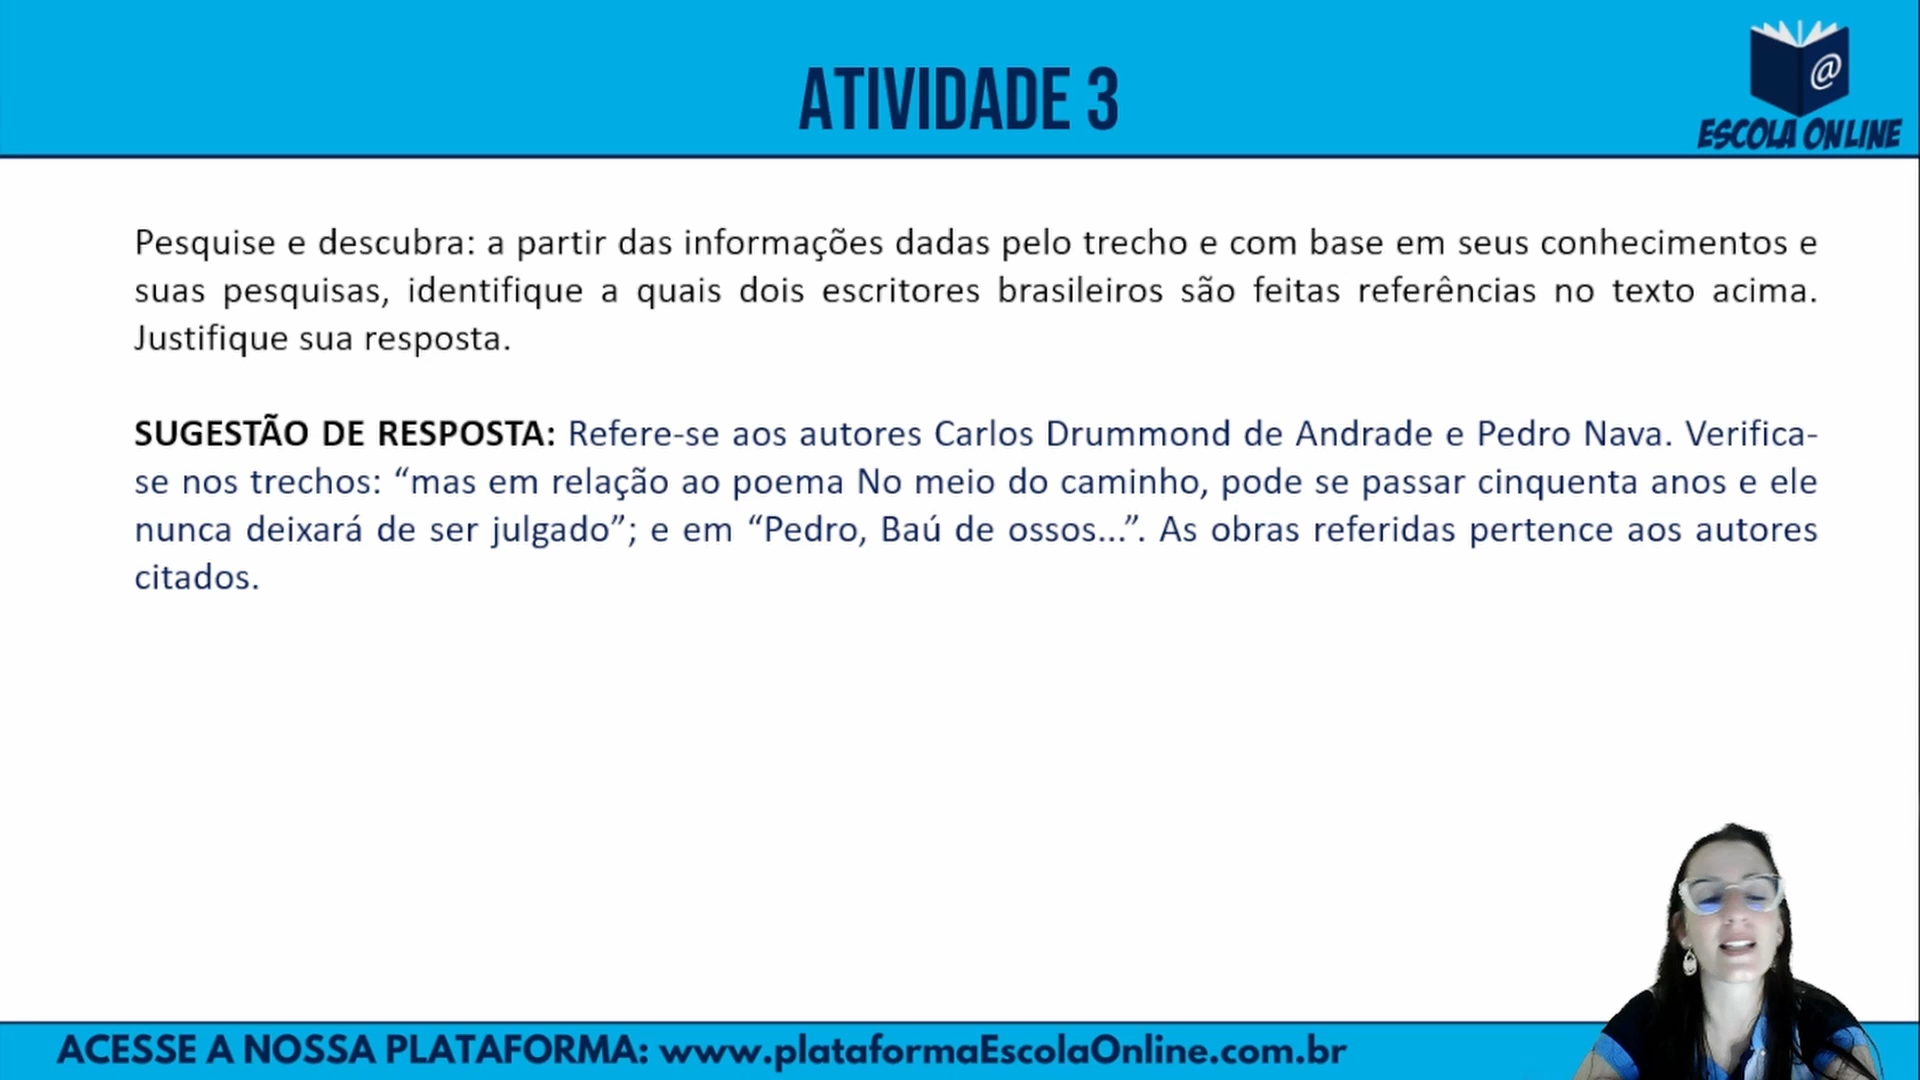 ATIVIDADE 3
@
ESCOLA ONLINE
Pesquise e descubra: a partir das informações dadas pelo trecho e com base em seus conhecimentos e
suas pesquisas, identifique a quais dois escritores brasileiros são feitas referências no texto acima.
Justifique sua resposta.
SUGESTÃO DE RESPOSTA: Refere-se aos autores Carlos Drummond de Andrade e Pedro Nava. Verifica-
se nos trechos: “mas em relação ao poema No meio do caminho, pode se passar cinquenta anos e ele
nunca deixará de ser julgado”; e em “Pedro, Baú de ossos...”. As obras referidas pertence aos autores
citados.
ACESSE A NOSSA PLATAFORMA: www.plataformaEscolaOnline.com.br